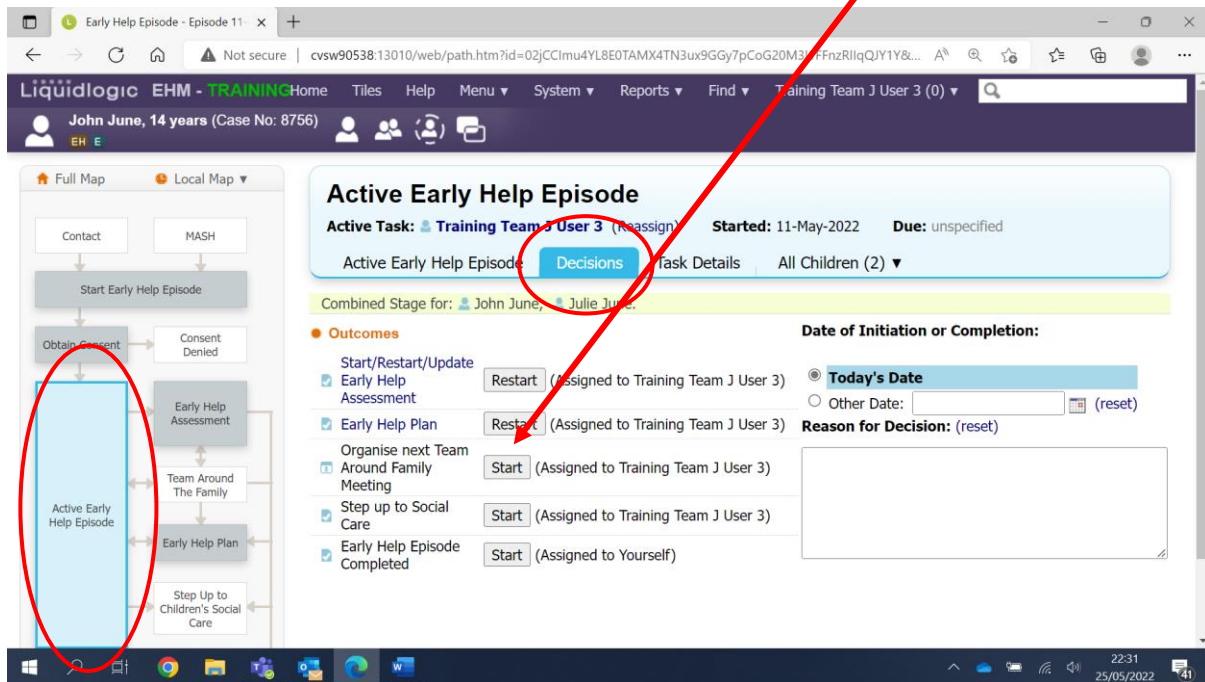 Early Help Episode - Episode 11
Not secure | cvsw90538:13010/web/path.htm?
Liquidlogic EHM - TRAINING Home Tiles Help Menu ▾ System ▾ Reports ▾ Find ▾ Training Team J User 3 (0) ▾
John June, 14 years (Case No: 8756)
EH E
Full Map Local Map ▾
Contact MASH
Start Early Help Episode
Obtain Consent
Consent
Denied
Early Help
Assessment
Team Around
The Family
Active Early
Help Episode
Early Help Plan
Step Up to
Children's Social
Care
Active Early Help Episode
Active Task: Training Team J User 3 (Reassign) Started: 11-May-2022 Due: unspecified
Active Early Help Episode Decisions Task Details All Children (2) ▼
Combined Stage for: John June, Julie June.
Outcomes
Start/Restart/Update
Early Help
Assessment
Restart (Assigned to Training Team J User 3)
Early Help Plan Restart (Assigned to Training Team J User 3)
Organise next Team
Around Family
Meeting
Start (Assigned to Training Team J User 3)
Step up to Social
Care
Start (Assigned to Training Team J User 3)
Early Help Episode
Completed
Start (Assigned to Yourself)
Date of Initiation or Completion:
Today's Date
Other Date: (reset)
Reason for Decision: (reset)
22:31
25/05/2022
41